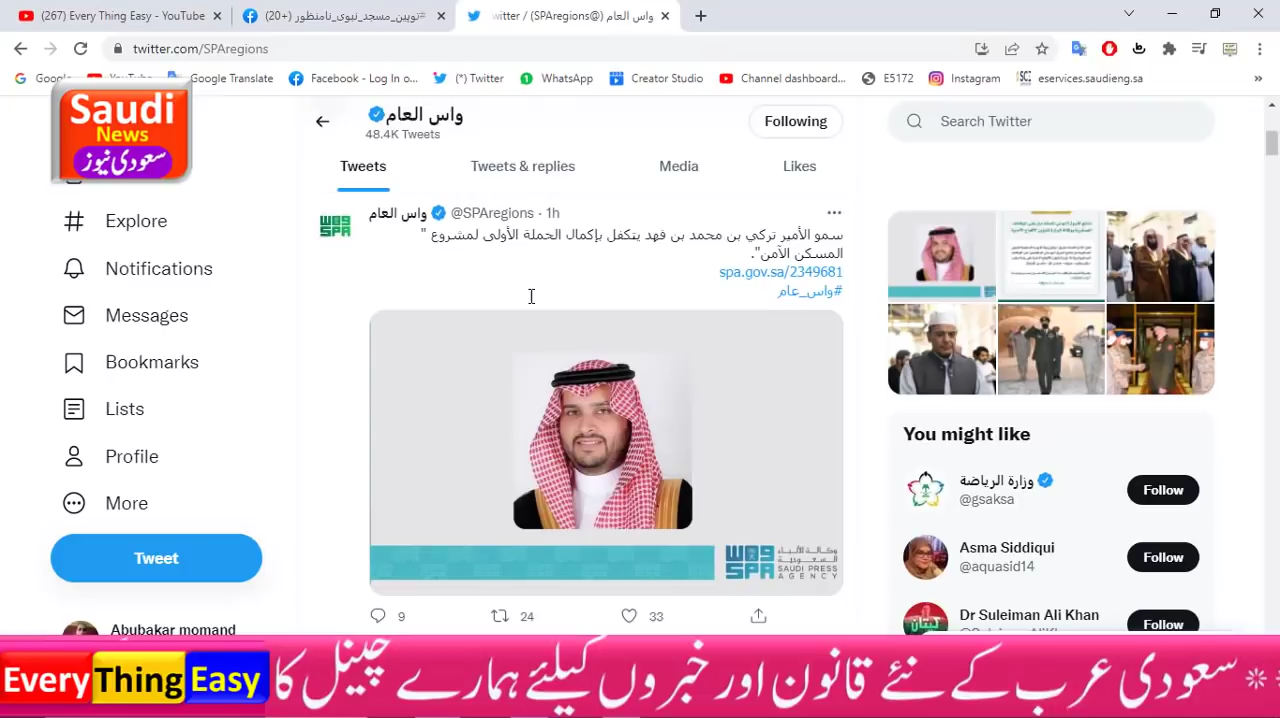 (267) Every Thing Easy - YouTube
(20+) #توہین_مسجد_نبوی_نامنظور
واس العام (@SPAregions) / Twitter
twitter.com/SPAregions
Google
YouTube
Google Translate
Facebook - Log In o...
(*) Twitter
WhatsApp
Creator Studio
Channel dashboard...
E5172
Instagram
eservices.saudieng.sa
Saudi
News
سعودی نیوز
Explore
Notifications
Messages
Bookmarks
Lists
Profile
More
Tweet
Abubakar momand
واس العام
48.4K Tweets
Following
Tweets
Tweets & replies
Media
Likes
واس العام @SPAregions · 1h
سمو الأمير تركي بن محمد بن فهد يتكفل بإكمال الحملة الأولى لمشروع "
spa.gov.sa/2349681
#واس_عام
WAS
SPA
وكالة الأنباء
السعودية
SAUDI PRESS
AGENCY
9
24
33
Search Twitter
You might like
وزارة الرياضة
@gsaksa
Follow
Asma Siddiqui
@aquasid14
Follow
Dr Suleiman Ali Khan
Follow
EveryThing Easy
سعودی عرب کے نئے قانون اور خبروں کیلئے ہمارے چینل کا